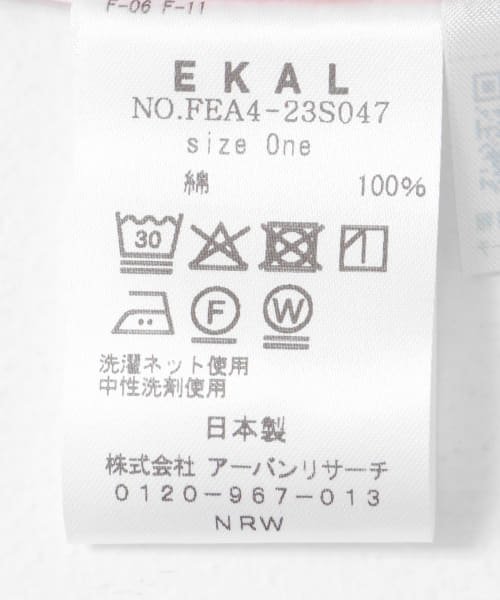 F-06 F-11
EKAL
NO.FEA4-23S047
size One
綿 100%
30
F W
洗濯ネット使用
中性洗剤使用
日本製
株式会社 アーバンリサーチ
0120-967-013
NRW